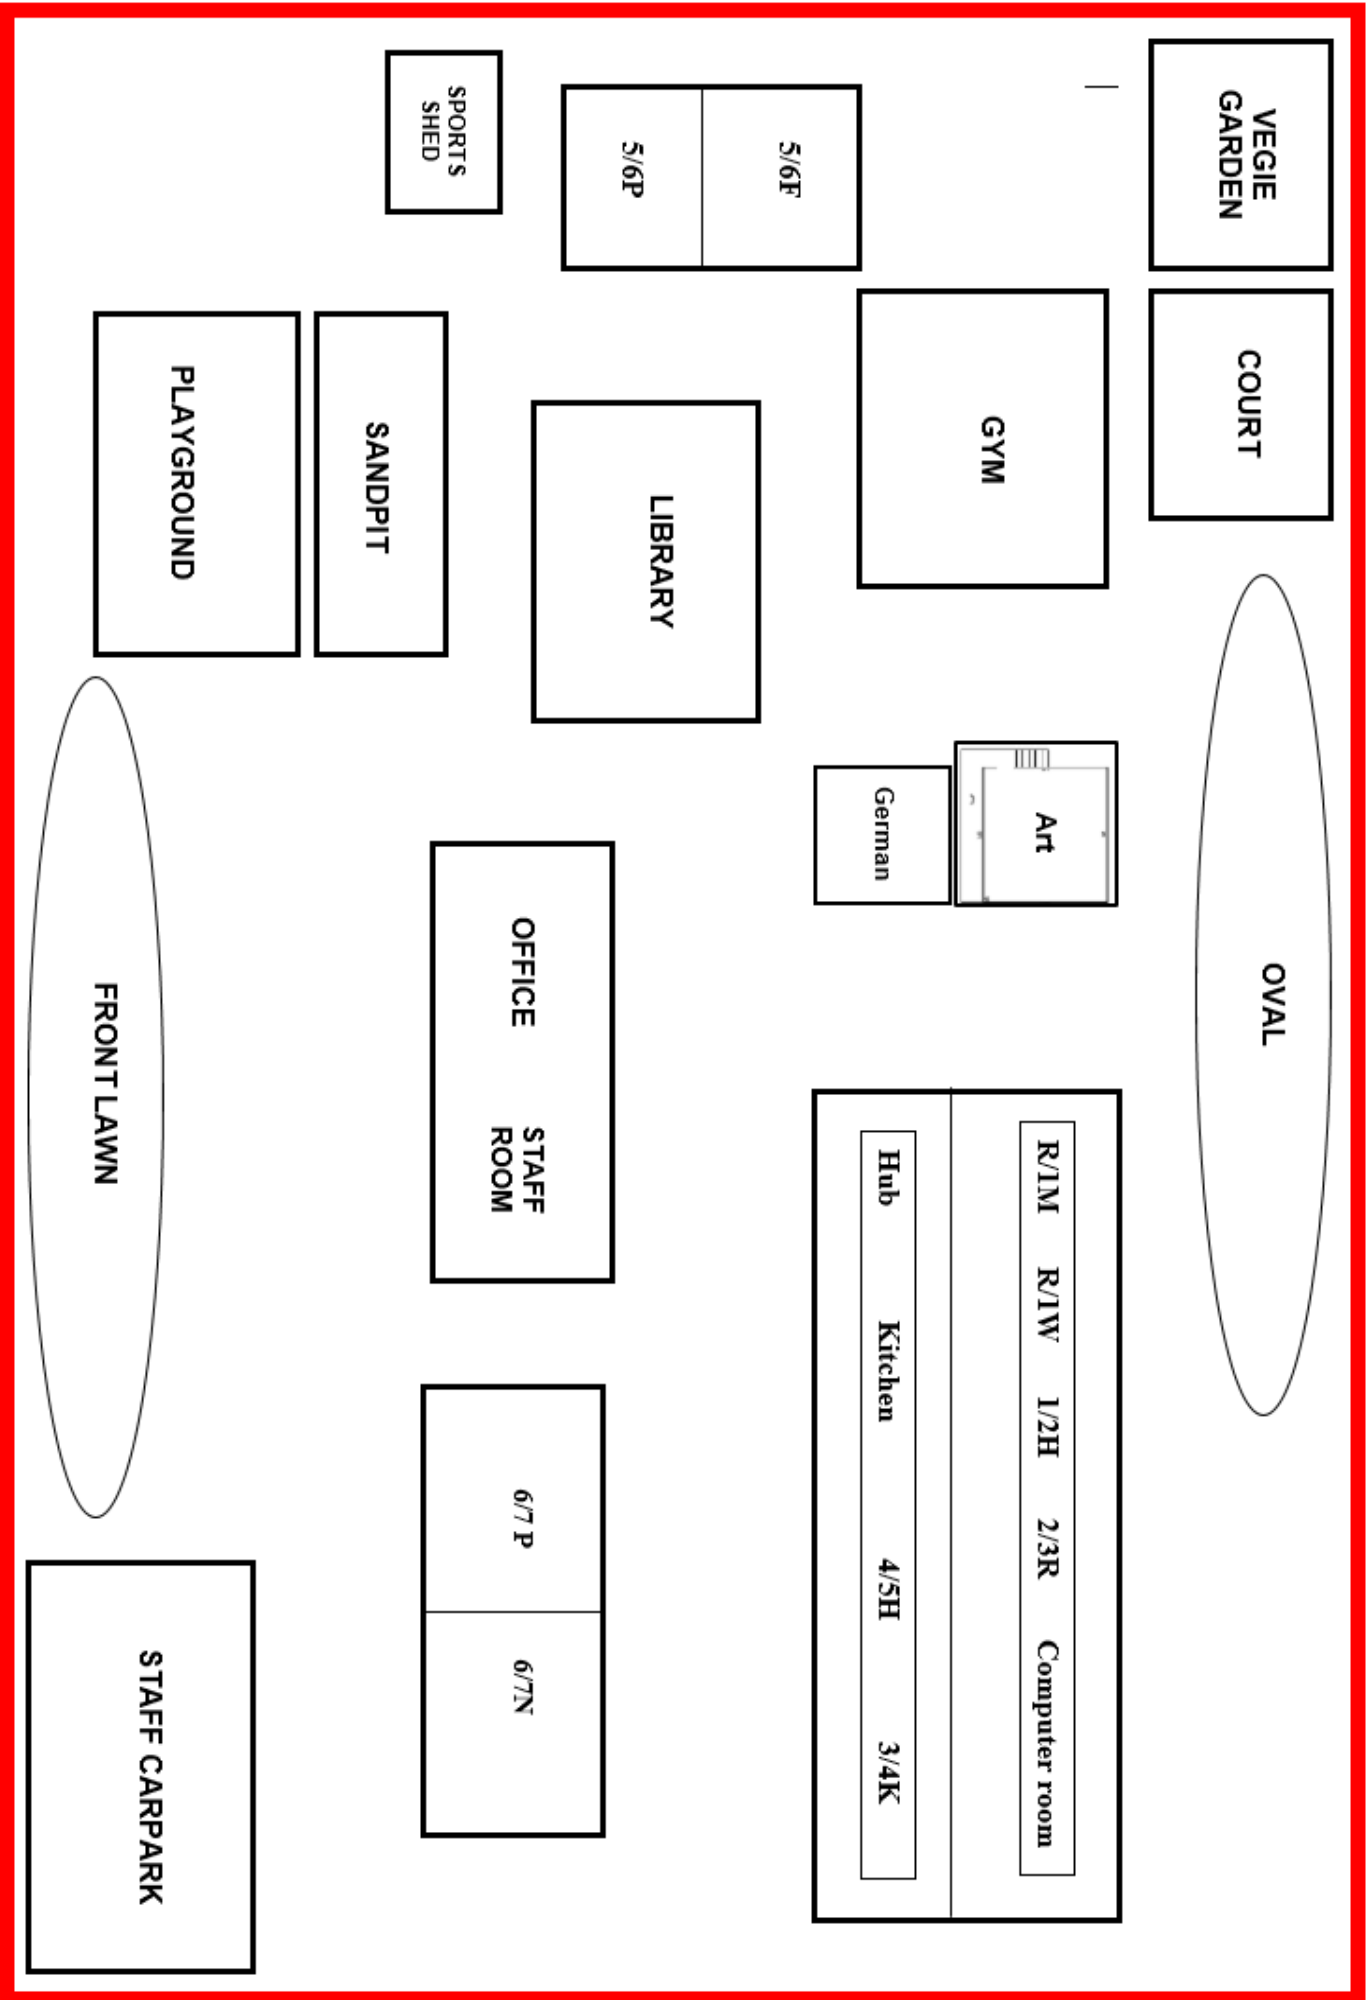 VEGIE
GARDEN
COURT
OVAL
GYM
Art
R/1M R/1W 1/2H 2/3R Computer room
German
Hub Kitchen 4/5H 3/4K
5/6F
5/6P
LIBRARY
OFFICE
STAFF
ROOM
6/7 P
6/7N
SPORTS
SHED
SANDPIT
PLAYGROUND
FRONT LAWN
STAFF CARPARK